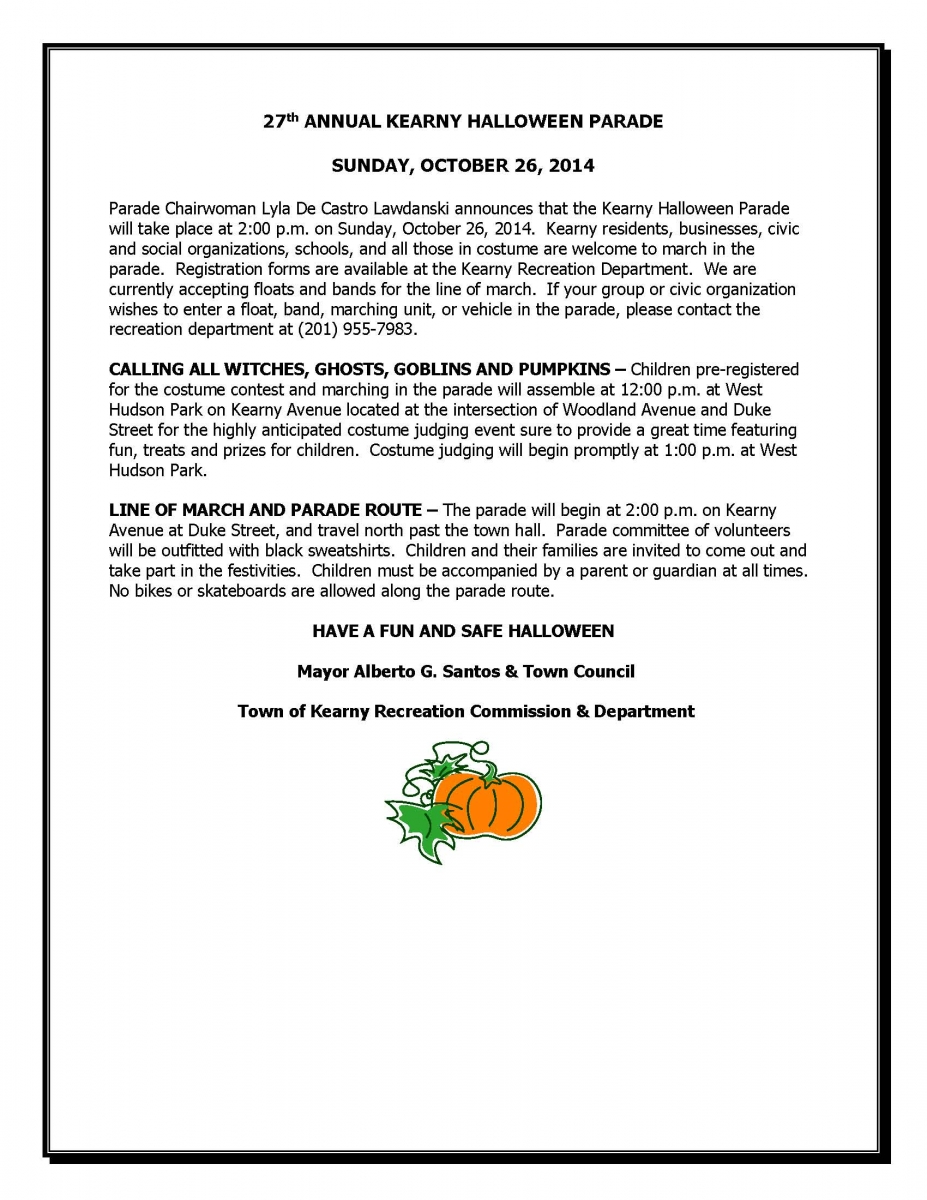 27th ANNUAL KEARNY HALLOWEEN PARADE
SUNDAY, OCTOBER 26, 2014
Parade Chairwoman Lyla De Castro Lawdanski announces that the Kearny Halloween Parade
will take place at 2:00 p.m. on Sunday, October 26, 2014.  Kearny residents, businesses, civic
and social organizations, schools, and all those in costume are welcome to march in the
parade.  Registration forms are available at the Kearny Recreation Department.  We are
currently accepting floats and bands for the line of march.  If your group or civic organization
wishes to enter a float, band, marching unit, or vehicle in the parade, please contact the
recreation department at (201) 955-7983.
CALLING ALL WITCHES, GHOSTS, GOBLINS AND PUMPKINS – Children pre-registered
for the costume contest and marching in the parade will assemble at 12:00 p.m. at West
Hudson Park on Kearny Avenue located at the intersection of Woodland Avenue and Duke
Street for the highly anticipated costume judging event sure to provide a great time featuring
fun, treats and prizes for children.  Costume judging will begin promptly at 1:00 p.m. at West
Hudson Park.
LINE OF MARCH AND PARADE ROUTE – The parade will begin at 2:00 p.m. on Kearny
Avenue at Duke Street, and travel north past the town hall.  Parade committee of volunteers
will be outfitted with black sweatshirts.  Children and their families are invited to come out and
take part in the festivities.  Children must be accompanied by a parent or guardian at all times.
No bikes or skateboards are allowed along the parade route.
HAVE A FUN AND SAFE HALLOWEEN
Mayor Alberto G. Santos & Town Council
Town of Kearny Recreation Commission & Department